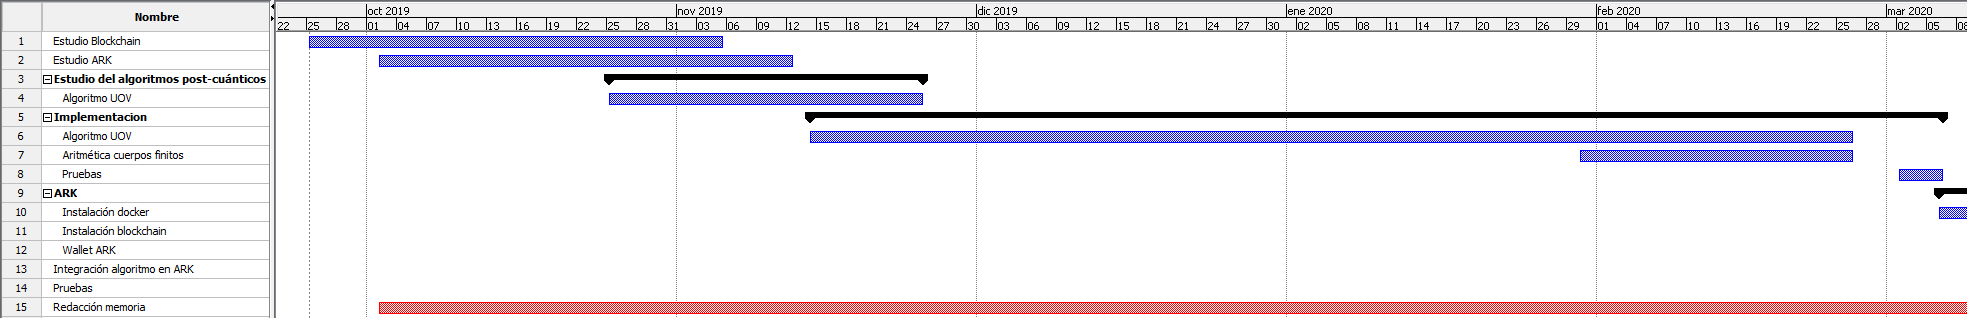 Nombre
oct 2019 nov 2019 dic 2019 ene 2020 feb 2020 mar 2020
22 25 28 01 04 07 10 13 16 19 22 25 28 31 03 06 09 12 15 18 21 24 27 30 03 06 09 12 15 18 21 24 27 30 02 05 08 11 14 17 20 23 26 29 01 04 07 10 13 16 19 22 25 28 02 05 08
1 Estudio Blockchain
2 Estudio ARK
3 Estudio del algoritmos post-cuánticos
4 Algoritmo UOV
5 Implementacion
6 Algoritmo UOV
7 Aritmética cuerpos finitos
8 Pruebas
9 ARK
10 Instalación docker
11 Instalación blockchain
12 Wallet ARK
13 Integración algoritmo en ARK
14 Pruebas
15 Redacción memoria